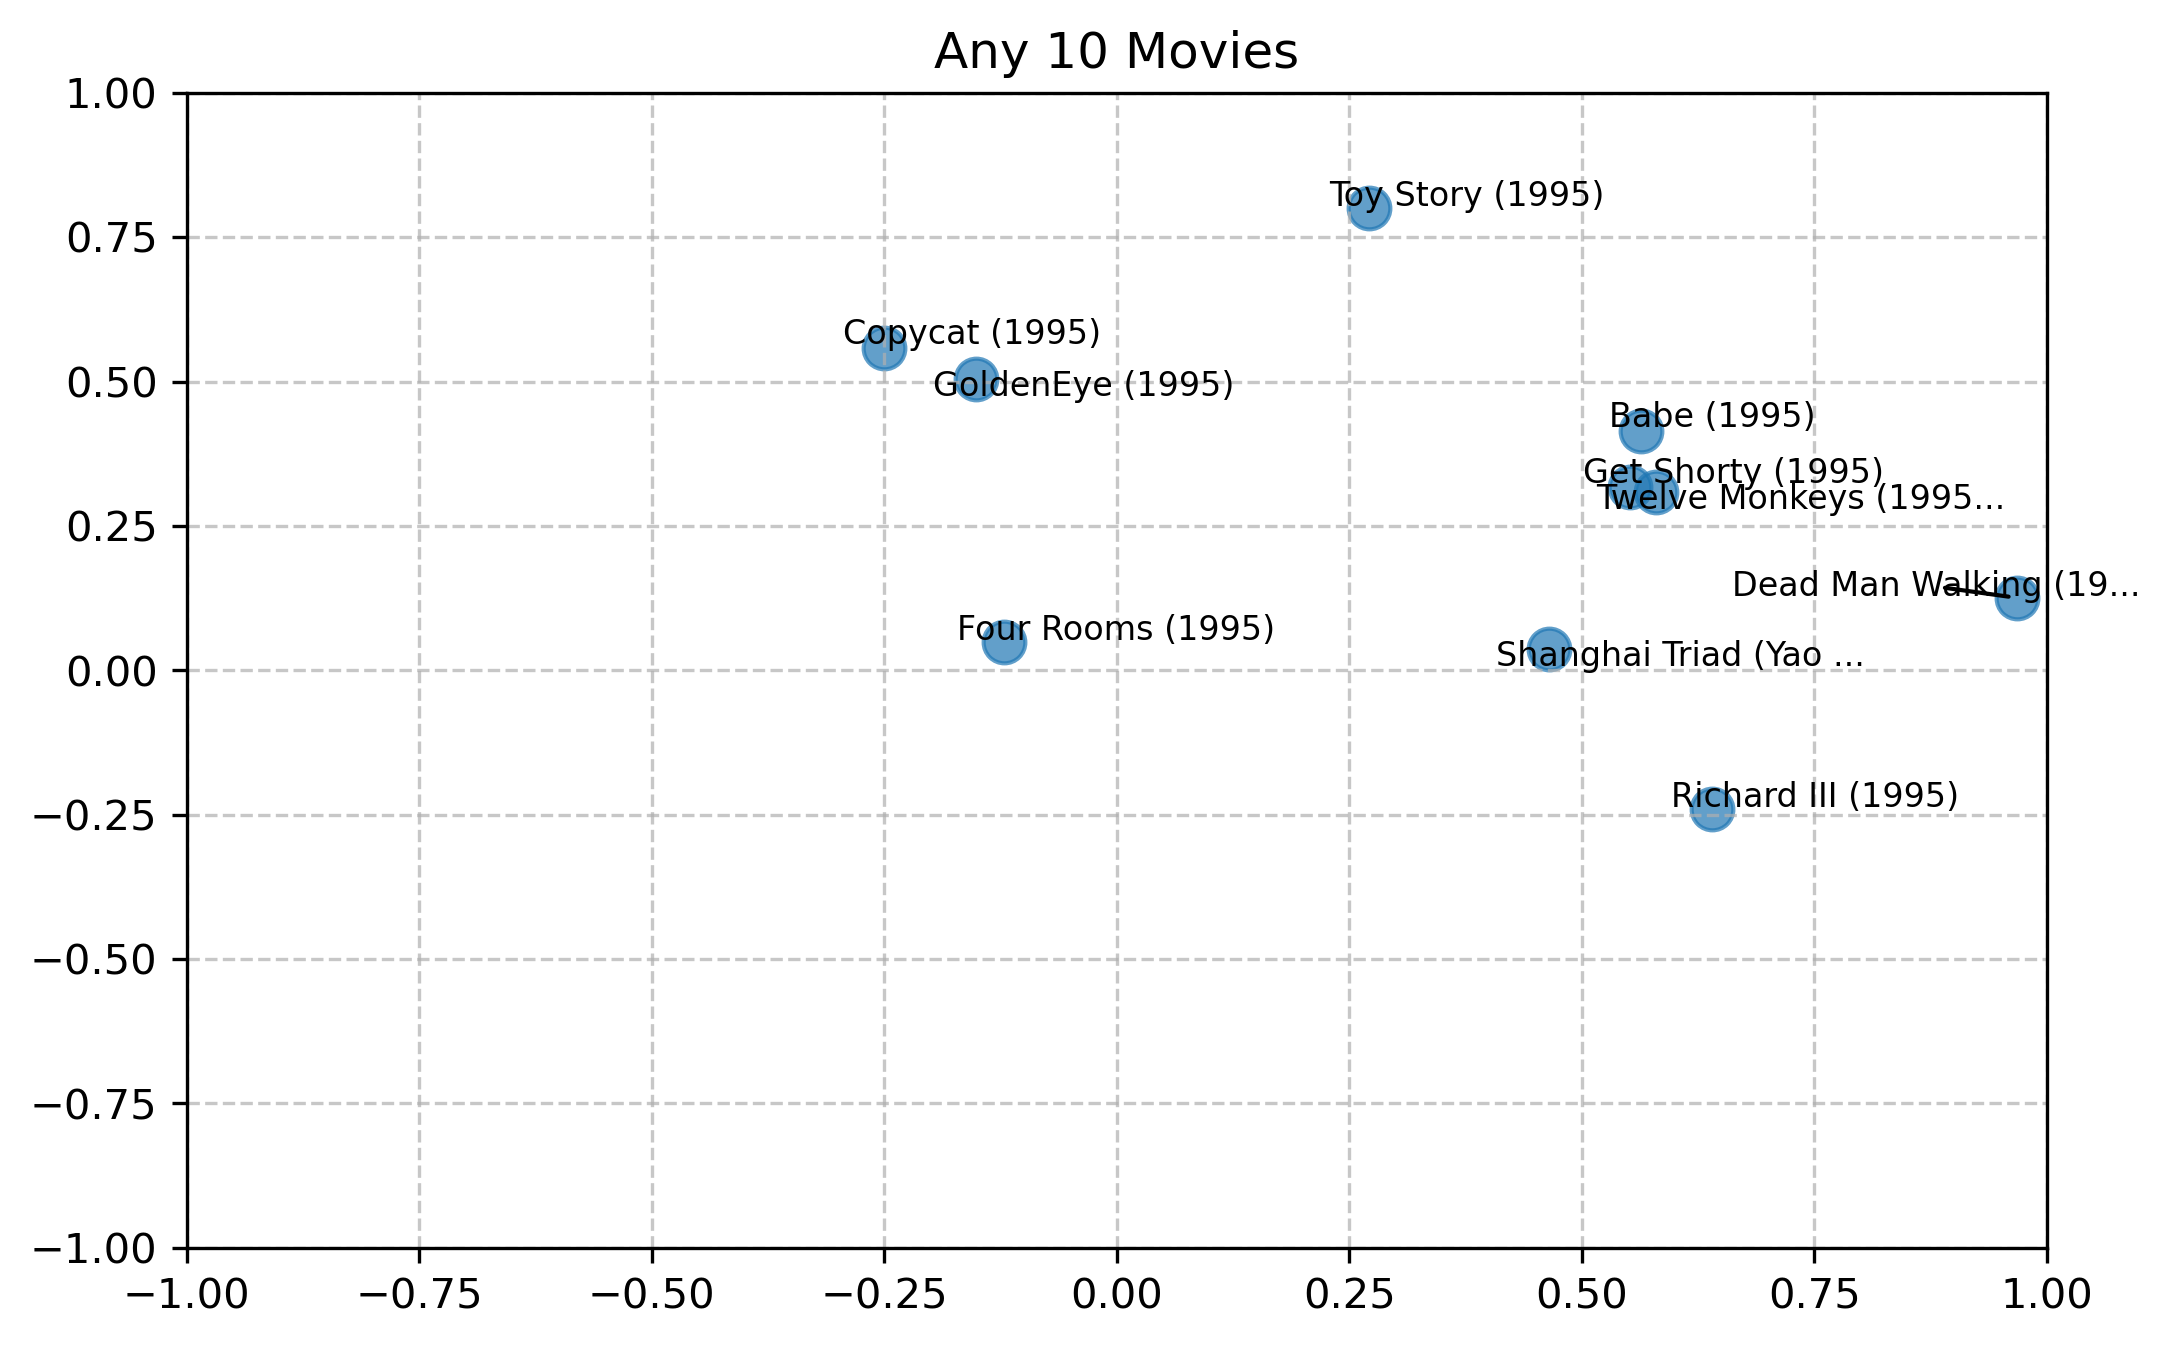 Any 10 Movies
1.00
0.75
0.50
0.25
0.00
−0.25
−0.50
−0.75
−1.00
Toy Story (1995)
Copycat (1995)
GoldenEye (1995)
Babe (1995)
Get Shorty (1995)
Twelve Monkeys (1995...
Dead Man Walking (19...
Four Rooms (1995)
Shanghai Triad (Yao ...
Richard III (1995)
−1.00 −0.75 −0.50 −0.25 0.00 0.25 0.50 0.75 1.00